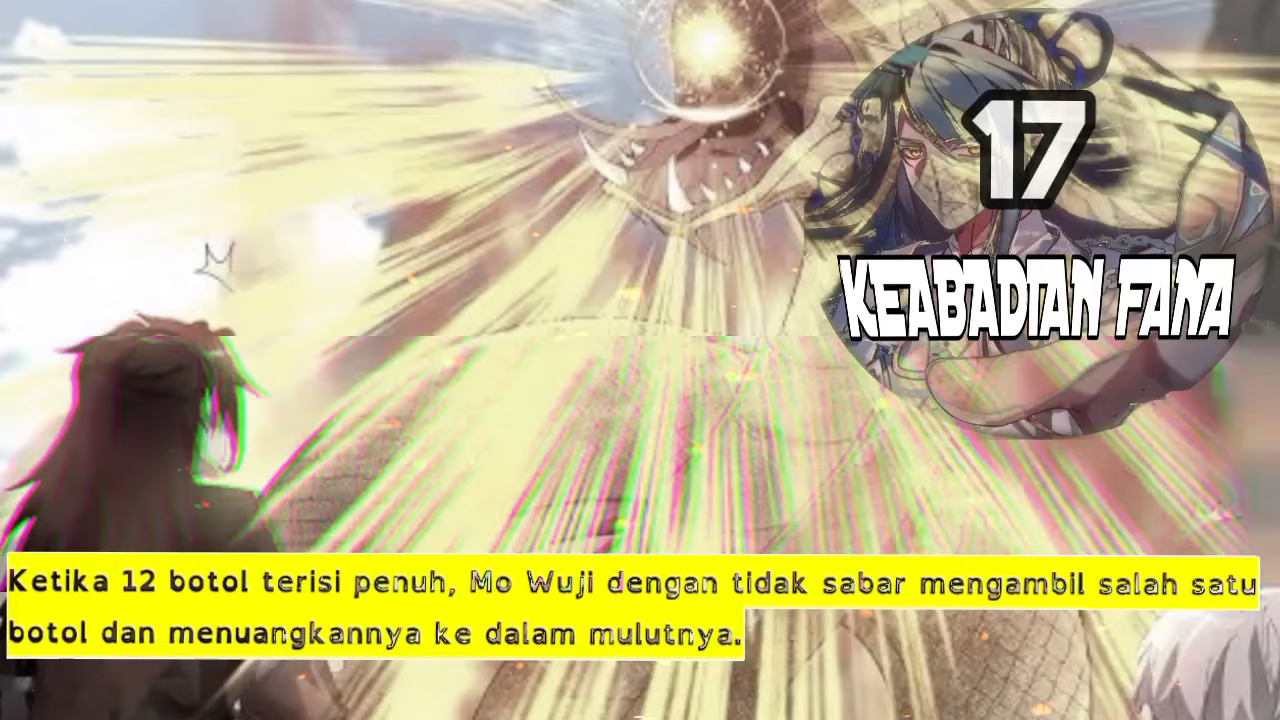 17
KEABADIAN FANA
Ketika 12 botol terisi penuh, Mo Wuji dengan tidak sabar mengambil salah satu
botol dan menuangkannya ke dalam mulutnya.